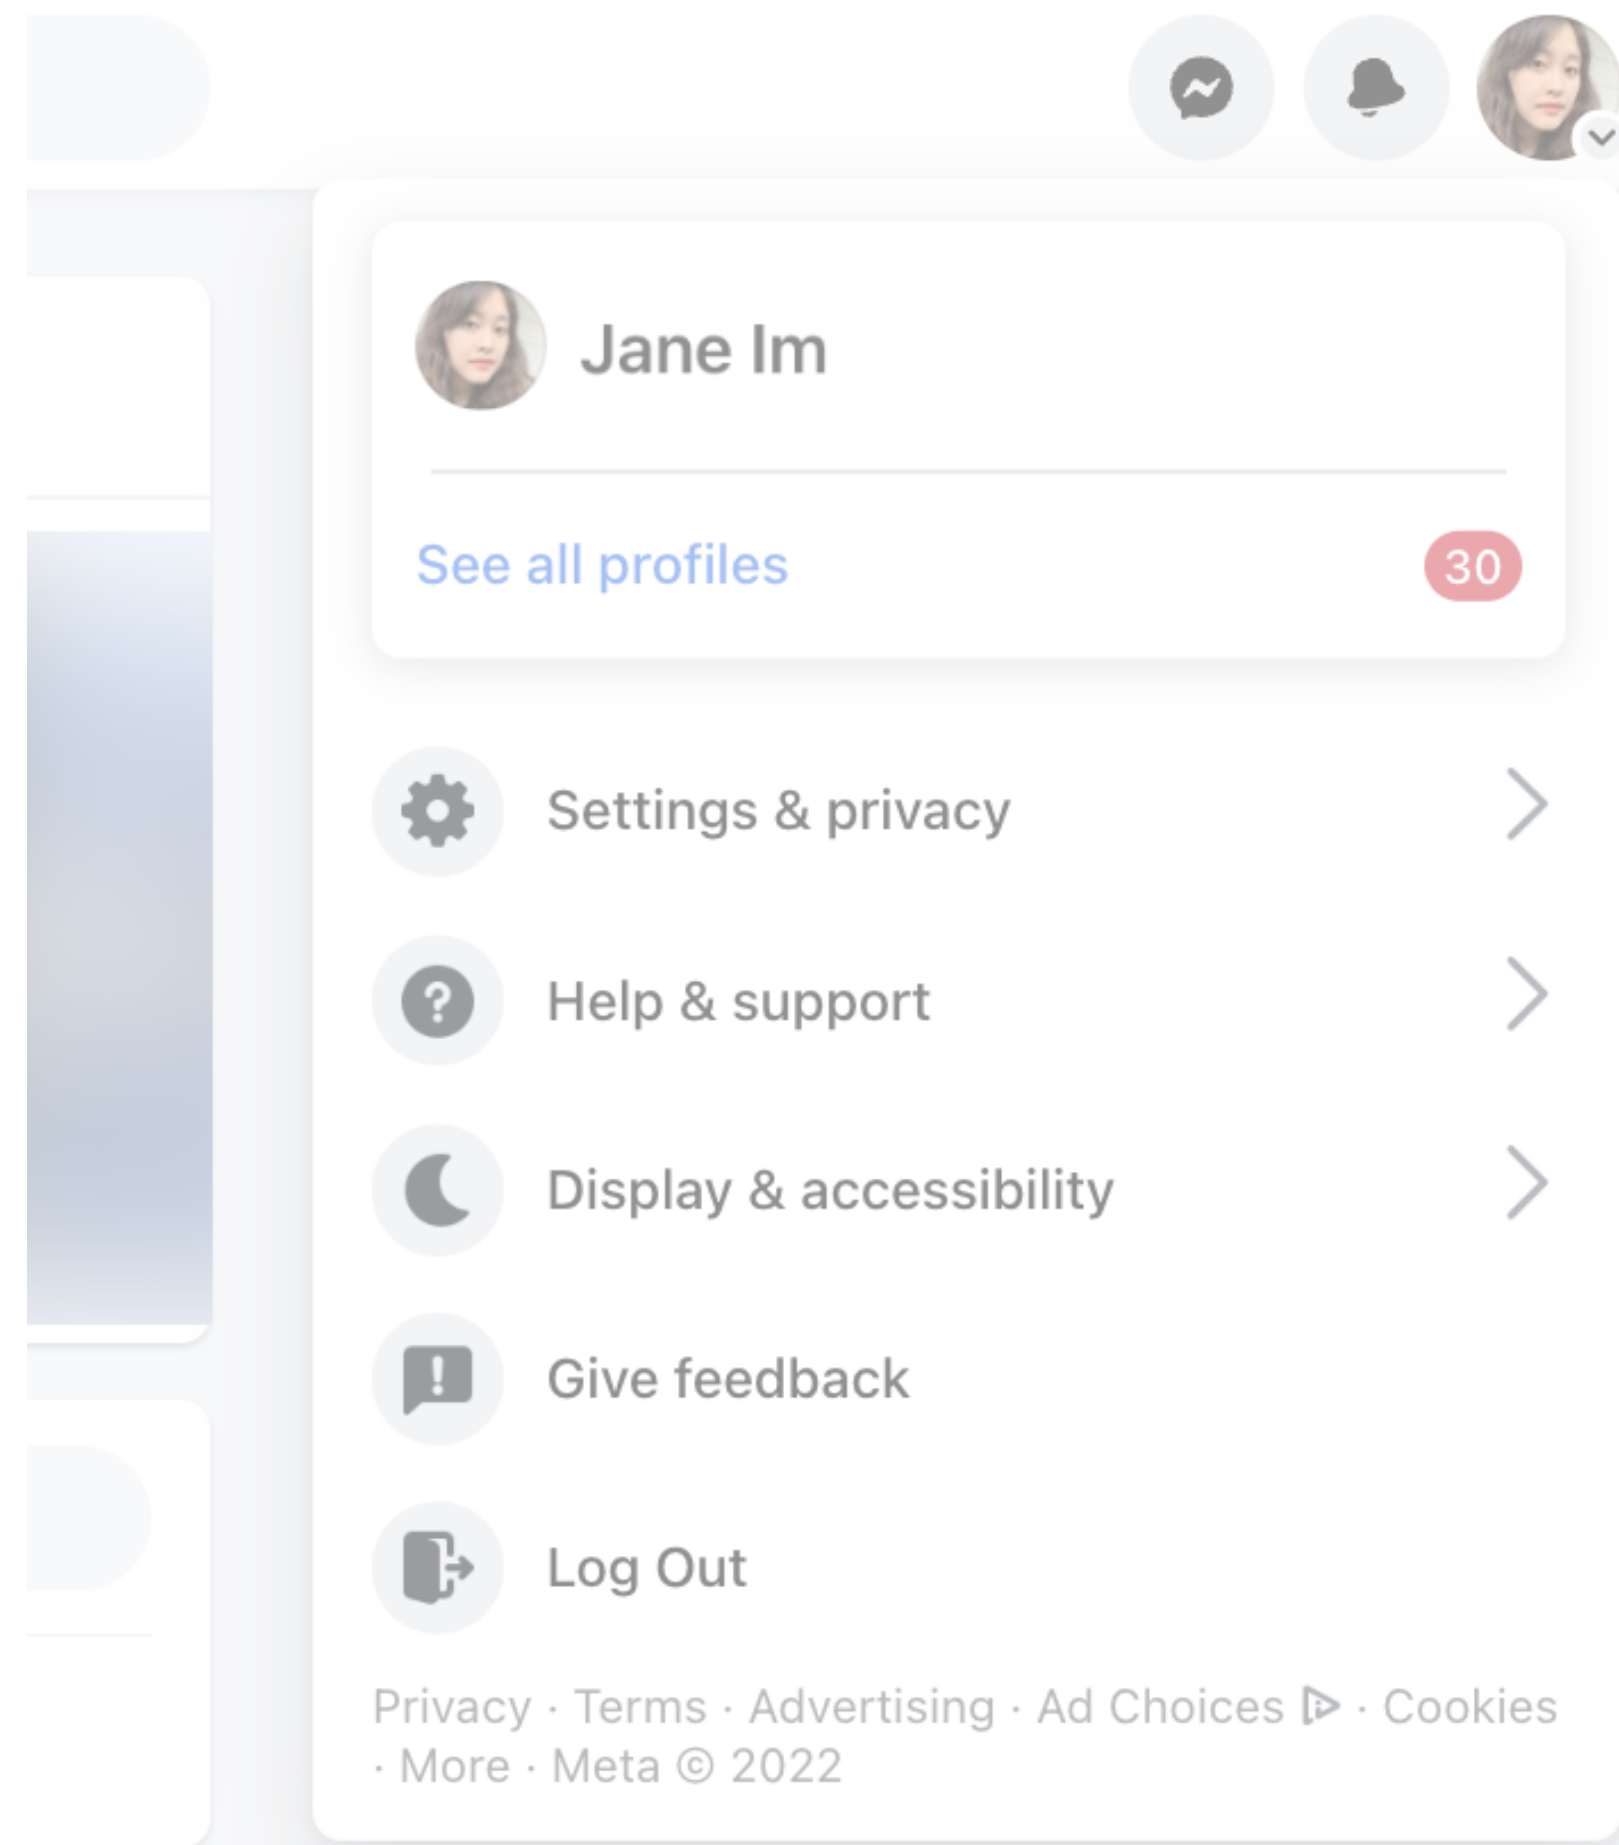 Jane Im
See all profiles 30
Settings & privacy
Help & support
Display & accessibility
Give feedback
Log Out
Privacy · Terms · Advertising · Ad Choices · Cookies
· More · Meta © 2022